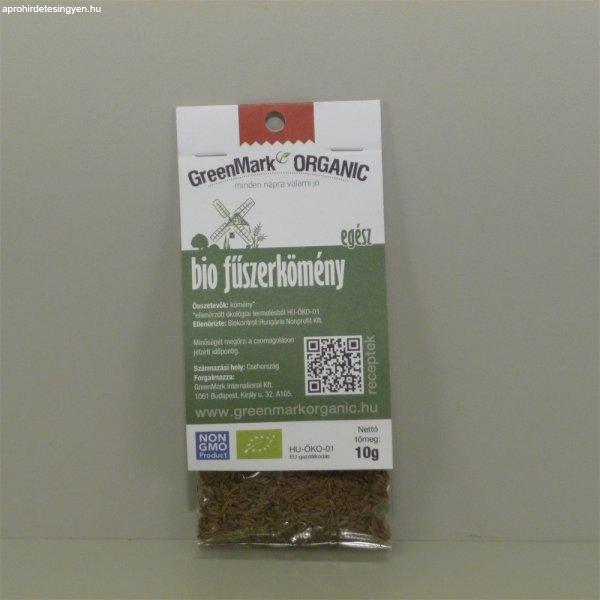 aprohirdetesingyen.hu
GreenMark ORGANIC
minden napra valami jó
egész
bio fűszerkömény
Összetevők: kömény*
*ellenőrzött ökológiai termelésből HU-ÖKO-01
Ellenőrizte: Biokontroll Hungária Nonprofit Kft.
Minőségét megőrzi a csomagoláson
jelzett időpontig.
Származási hely: Csehország
Forgalmazza:
GreenMark International Kft.
1061 Budapest, Király u. 32. A105.
receptek
www.greenmarkorganic.hu
NON
GMO
Product
HU-ÖKO-01
EU-gazdálkodás
Nettó
tömeg:
10g